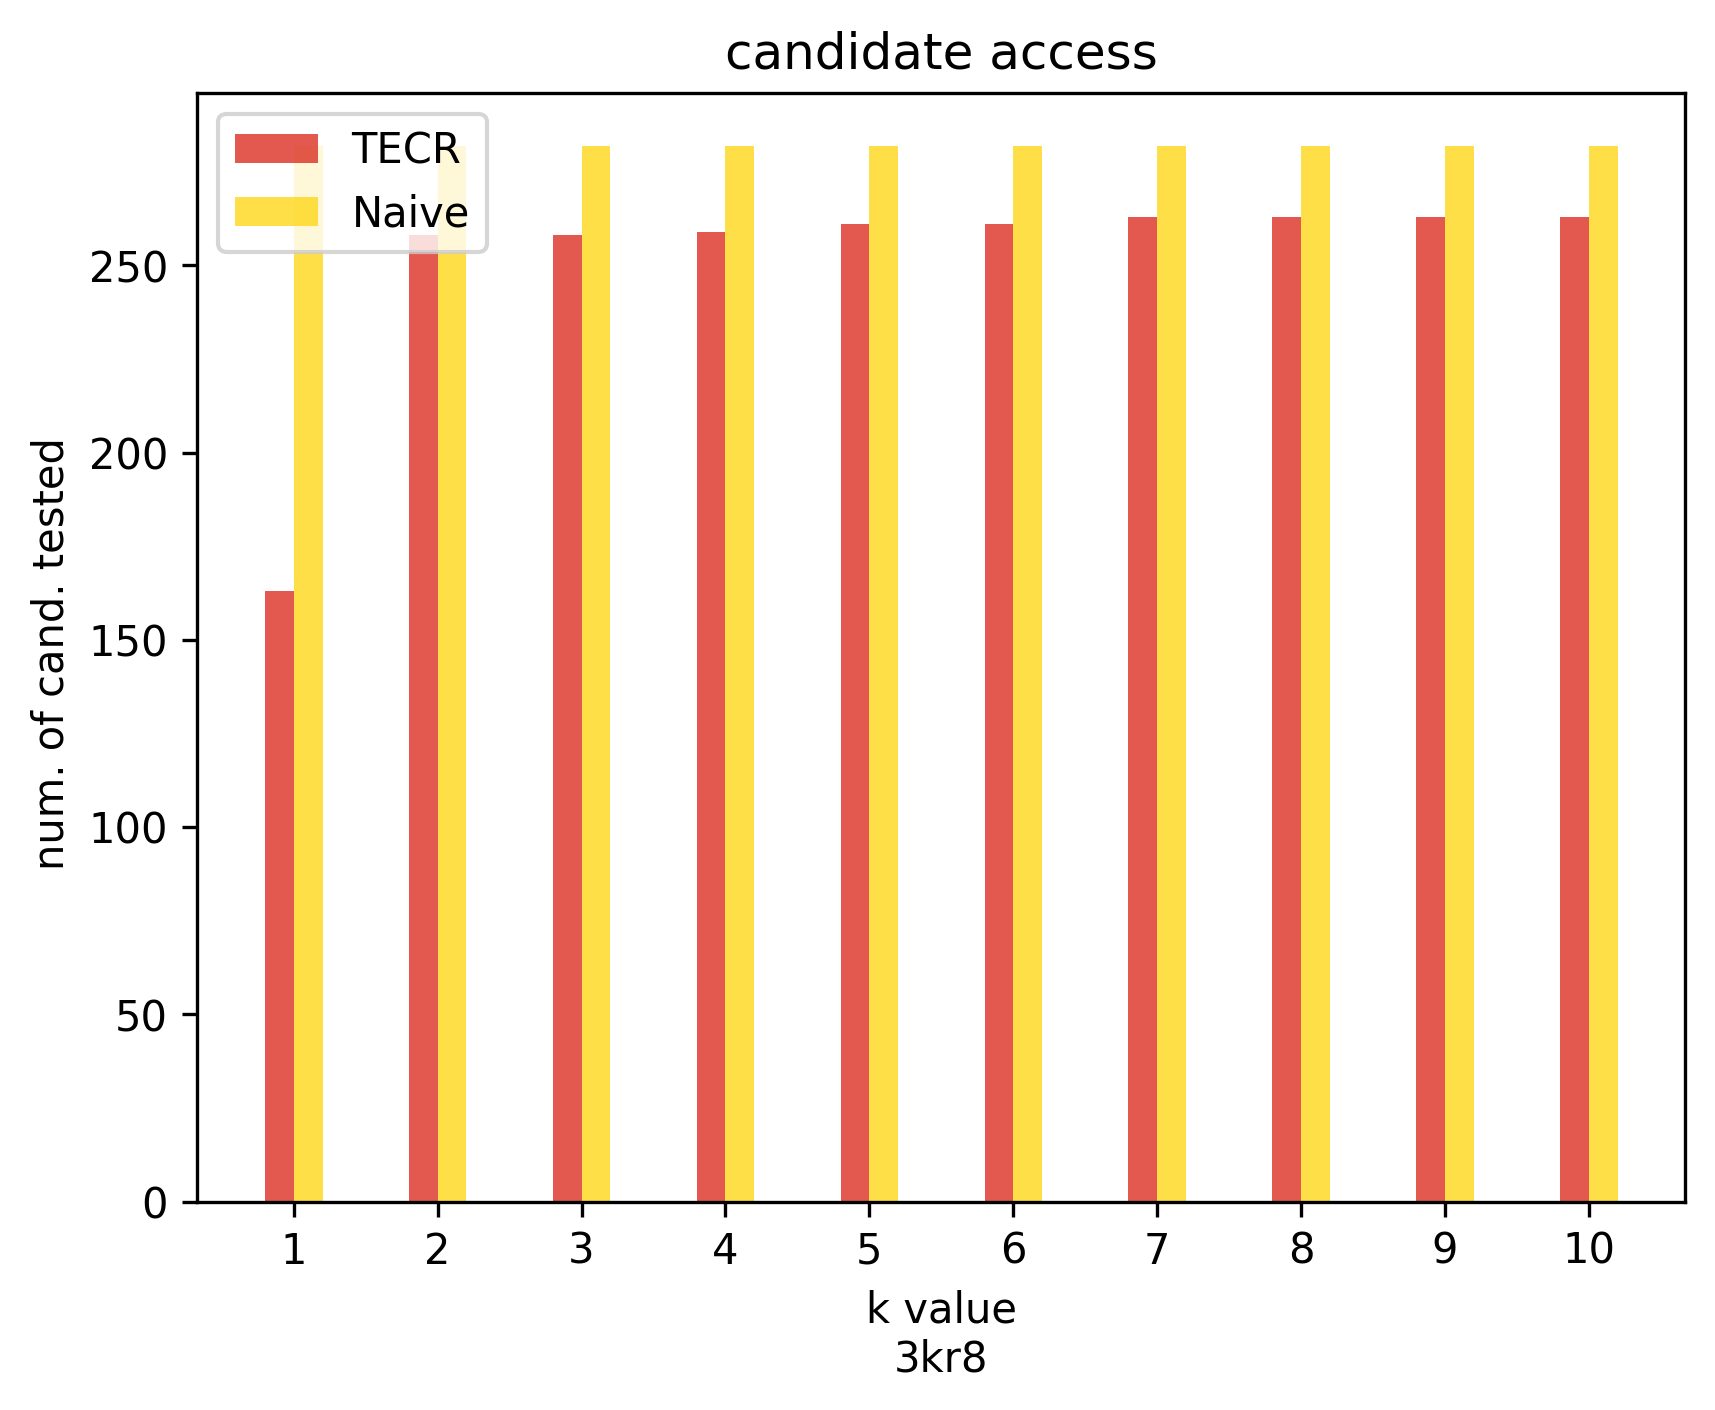 candidate access
TECR
Naive
num. of cand. tested
250
200
150
100
50
0
1 2 3 4 5 6 7 8 9 10
k value
3kr8